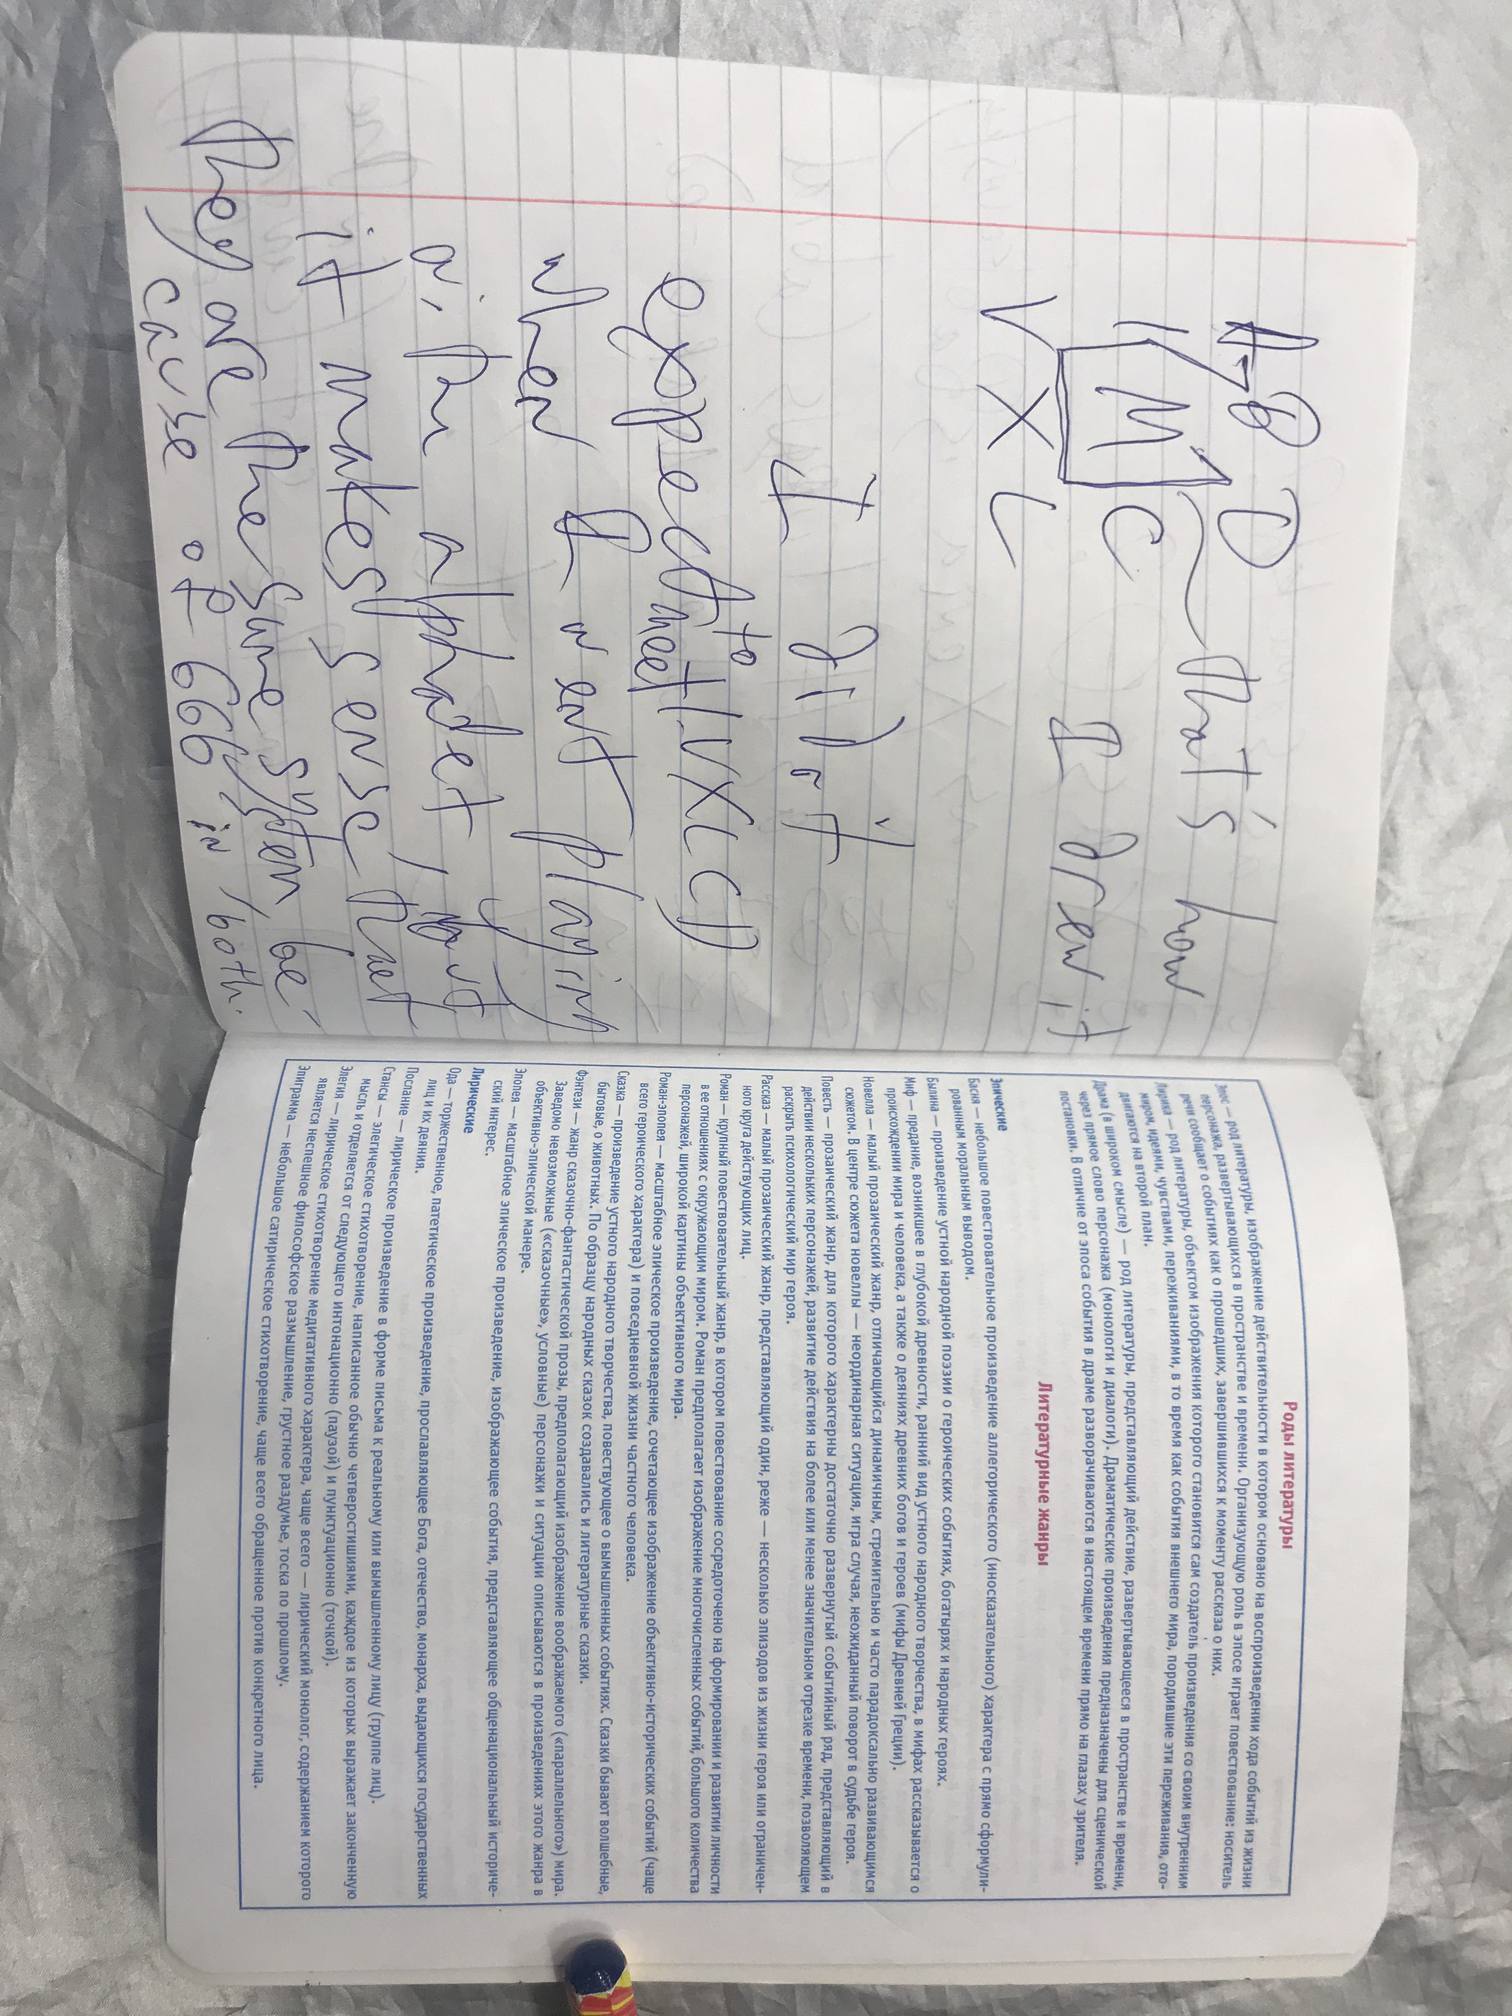 A→B D
I M C
V X L
that's how
I drew it
I did't
expect to
meet I V X L C D
when I went playing
w. the alphabet, but
it makes sense, that
they are the same system be-
cause of 666 in both.
Роды литературы
Эпос — род литературы, изображение действительности в котором основано на воспроизведении хода событий из жизни
персонажа, развертывающихся в пространстве и времени. Организующую роль в эпосе играет повествование: носитель
речи сообщает о событиях как о прошедших, завершившихся к моменту рассказа о них.
Лирика — род литературы, объектом изображения которого становится сам создатель произведения со своим внутренним
миром, идеями, чувствами, переживаниями, в то время как события внешнего мира, породившие эти переживания, ото-
двигаются на второй план.
Драма (в широком смысле) — род литературы, представляющий действие, развертывающееся в пространстве и времени,
через прямое слово персонажа (монологи и диалоги). Драматические произведения предназначены для сценической
постановки. В отличие от эпоса события в драме разворачиваются в настоящем времени прямо на глазах у зрителя.
Литературные жанры
Эпические
Басня — небольшое повествовательное произведение аллегорического (иносказательного) характера с прямо сформули-
рованным моральным выводом.
Былина — произведение устной народной поэзии о героических событиях, богатырях и народных героях.
Миф — предание, возникшее в глубокой древности, ранний вид устного народного творчества, в мифах рассказывается о
происхождении мира и человека, а также о деяниях древних богов и героев (мифы Древней Греции).
Новелла — малый прозаический жанр, отличающийся динамичным, стремительно и часто парадоксально развивающимся
сюжетом. В центре сюжета новеллы — неординарная ситуация, игра случая, неожиданный поворот в судьбе героя.
Повесть — прозаический жанр, для которого характерны достаточно развернутый событийный ряд, представляющий в
действии нескольких персонажей, развитие действия на более или менее значительном отрезке времени, позволяющем
раскрыть психологический мир героя.
Рассказ — малый прозаический жанр, представляющий один, реже — несколько эпизодов из жизни героя или ограничен-
ного круга действующих лиц.
Роман — крупный повествовательный жанр, в котором повествование сосредоточено на формировании и развитии личности
в ее отношениях с окружающим миром. Роман предполагает изображение многочисленных событий, большого количества
персонажей, широкой картины объективного мира.
Роман-эпопея — масштабное эпическое произведение, сочетающее изображение объективно-исторических событий (чаще
всего героического характера) и повседневной жизни частного человека.
Сказка — произведение устного народного творчества, повествующее о вымышленных событиях. Сказки бывают волшебные,
бытовые, о животных. По образцу народных сказок создавались и литературные сказки.
Фэнтези — жанр сказочно-фантастической прозы, предполагающий изображение воображаемого («параллельного») мира.
Заведомо невозможные («сказочные», условные) персонажи и ситуации описываются в произведениях этого жанра в
объективно-эпической манере.
Эпопея — масштабное эпическое произведение, изображающее события, представляющее общенациональный историче-
ский интерес.
Лирические
Ода — торжественное, патетическое произведение, прославляющее Бога, отечество, монарха, выдающихся государственных
лиц и их деяния.
Послание — лирическое произведение в форме письма к реальному или вымышленному лицу (группе лиц).
Стансы — элегическое стихотворение, написанное обычно четверостишиями, каждое из которых выражает законченную
мысль и отделяется от следующего интонационно (паузой) и пунктуационно (точкой).
Элегия — лирическое стихотворение медитативного характера, чаще всего — лирический монолог, содержанием которого
является неспешное философское размышление, грустное раздумье, тоска по прошлому.
Эпиграмма — небольшое сатирическое стихотворение, чаще всего обращенное против конкретного лица.